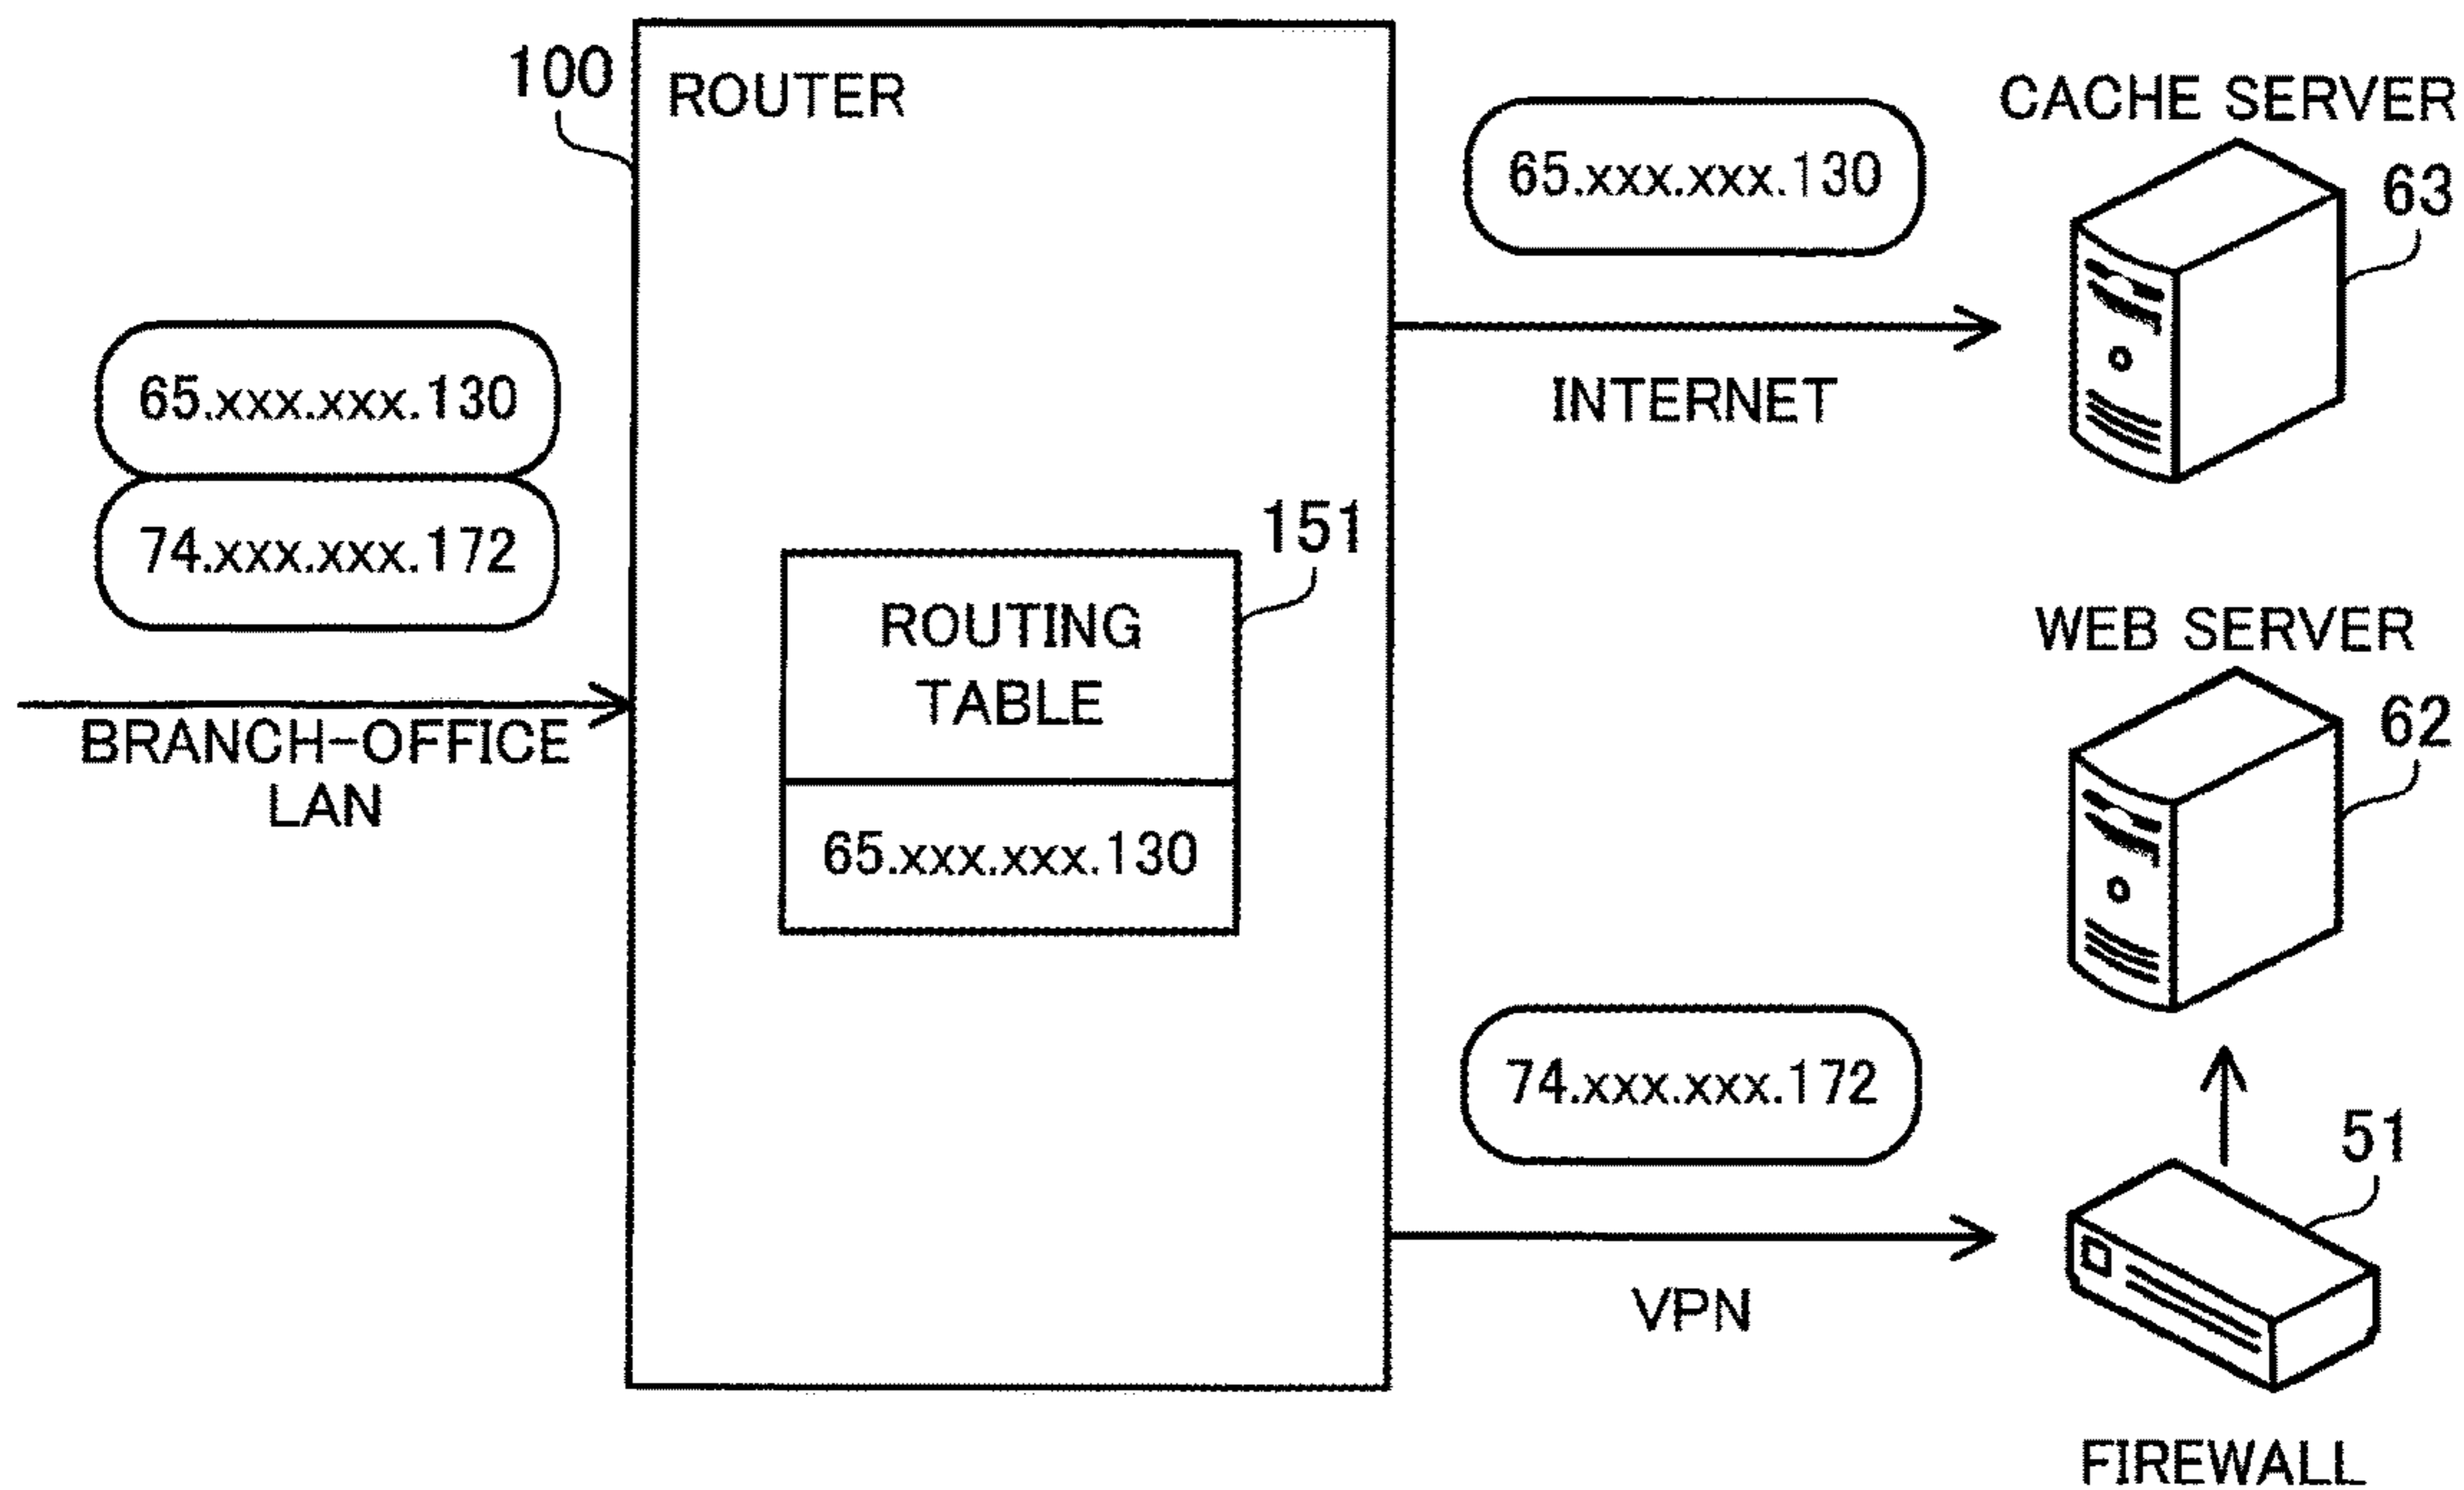 100
ROUTER
65.xxx.xxx.130
CACHE SERVER
63
INTERNET
65.xxx.xxx.130
74.xxx.xxx.172
BRANCH-OFFICE
LAN
151
ROUTING
TABLE
65.xxx.xxx.130
WEB SERVER
62
74.xxx.xxx.172
VPN
51
FIREWALL